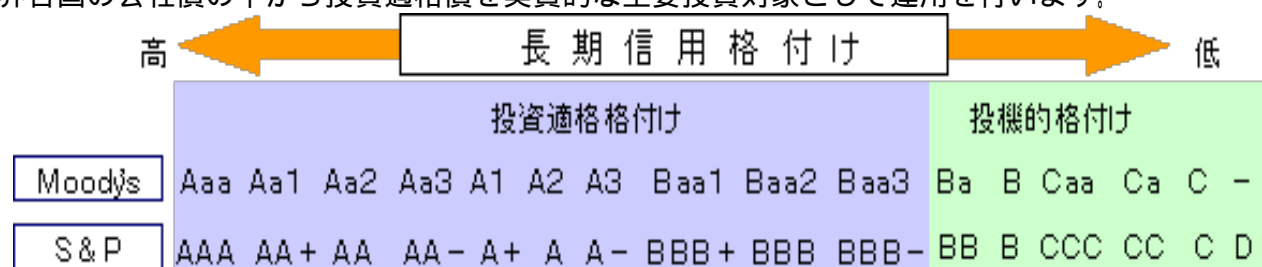 界各国の公社債の中から投資適格債を実質的な主要投資対象として運用を行います。
高 長期信用格付け 低
投資適格格付け 投機的格付け
Moody's Aaa Aa1 Aa2 Aa3 A1 A2 A3 Baa1 Baa2 Baa3 Ba B Caa Ca C -
S&P AAA AA+ AA AA- A+ A A- BBB+ BBB BBB- BB B CCC CC C D